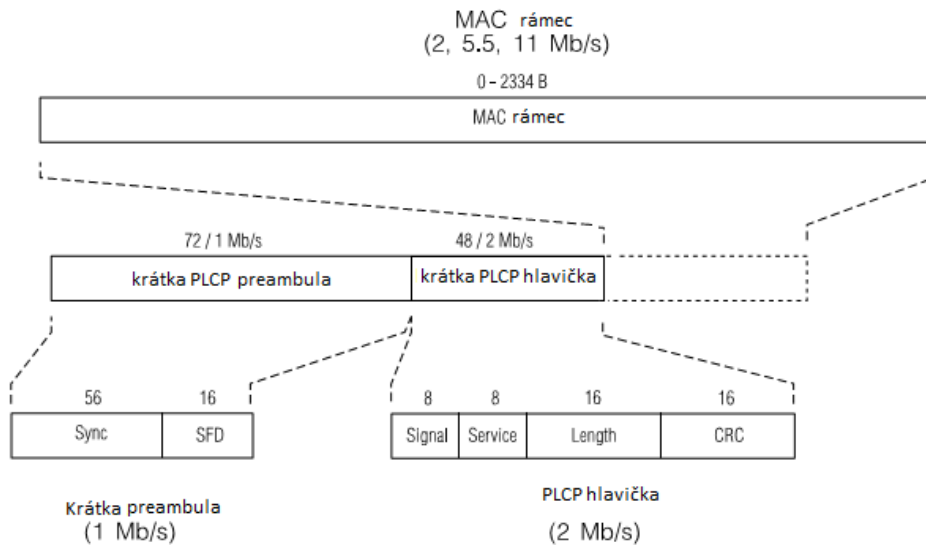 MAC rámec
(2, 5.5, 11 Mb/s)
0 – 2334 B
MAC rámec
72 / 1 Mb/s
48 / 2 Mb/s
krátka PLCP preambula
krátka PLCP hlavička
56
16
8
8
16
16
Sync
SFD
Signal
Service
Length
CRC
Krátka preambula
(1 Mb/s)
PLCP hlavička
(2 Mb/s)